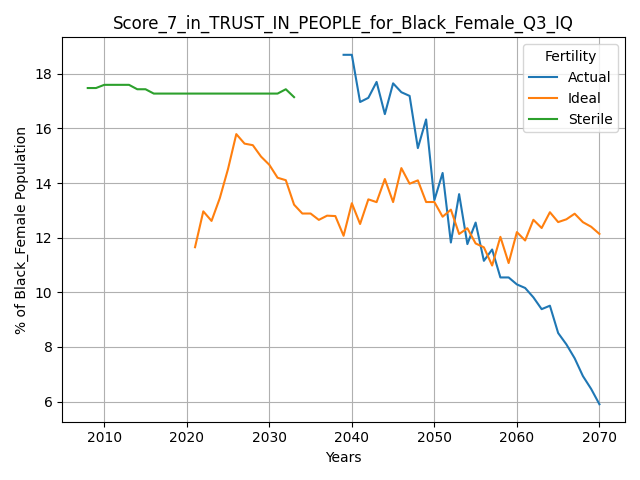 Score_7_in_TRUST_IN_PEOPLE_for_Black_Female_Q3_IQ
% of Black_Female Population
18
16
14
12
10
8
6
Fertility
Actual
Ideal
Sterile
2010 2020 2030 2040 2050 2060 2070
Years